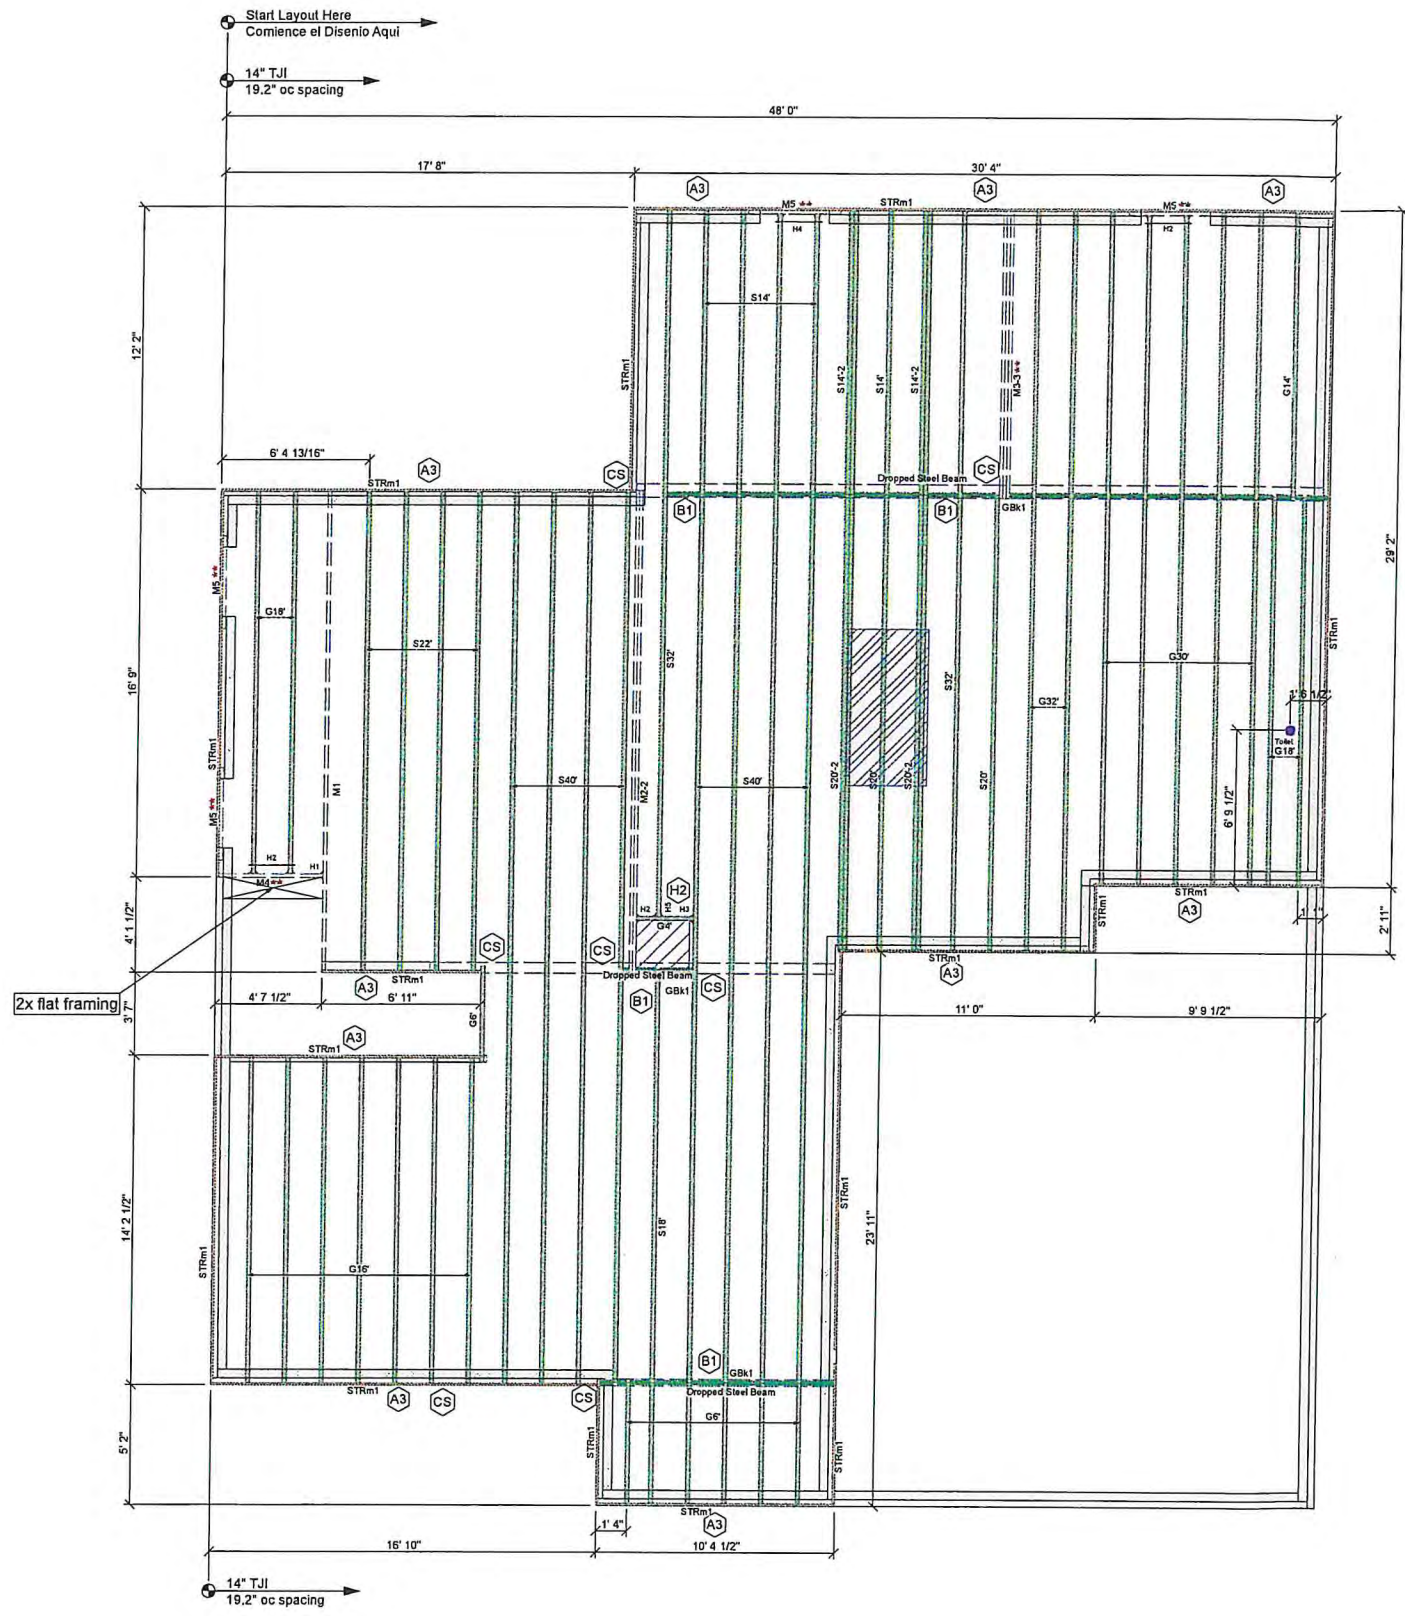 Start Layout Here
Comience el Disenio Aqui
14" TJI
19.2" oc spacing
48' 0"
17' 8"
30' 4"
A3
A3
A3
M5 **
STRm1
M5 **
H4
H2
S14'
12' 2"
STRm1
S14'-2
S14'
S14'-2
M3-3**
G14'
6' 4 13/16"
A3
STRm1
CS
CS
Dropped Steel Beam
B1
B1
GBk1
29' 2"
M5 **
G18'
S22'
S32'
S32'
G30'
STRm1
16' 9"
1' 6 1/2"
G32'
Toilet
G18'
STRm1
M1
S40'
M2-2
S40'
S20'-2
S20'
S20'-2
S20'
6' 9 1/2"
M5 **
H2
H1
M4**
H2
H2
H5
H3
G4'
STRm1
STRm1
A3
1' 1"
2' 11"
4' 1 1/2"
CS
CS
STRm1
A3
Dropped Steel Beam
GBk1
CS
B1
STRm1
A3
2x flat framing
4' 7 1/2"
6' 11"
G6'
11' 0"
9' 9 1/2"
3' 7"
A3
STRm1
14' 2 1/2"
STRm1
G16'
S18'
STRm1
23' 11"
B1
GBk1
Dropped Steel Beam
STRm1
A3
CS
CS
5' 2"
STRm1
G6'
STRm1
STRm1
A3
1' 4"
16' 10"
10' 4 1/2"
14" TJI
19.2" oc spacing